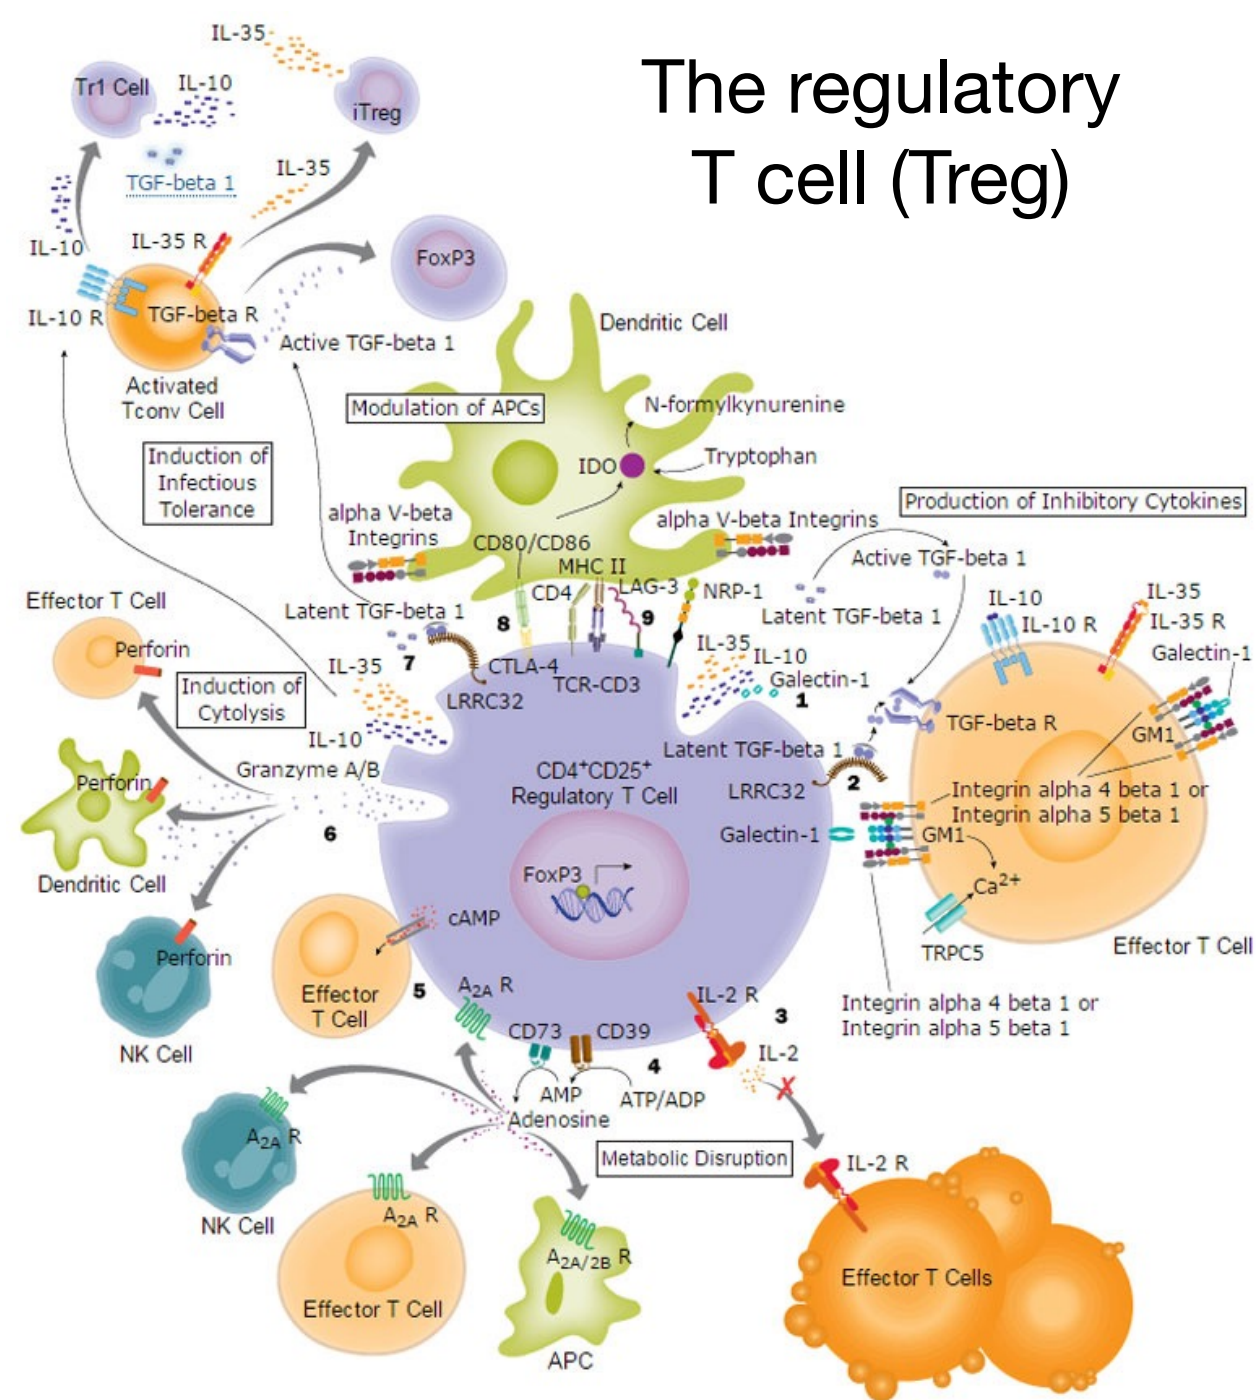 The regulatory
T cell (Treg)
IL-35
Tr1 Cell
IL-10
iTreg
TGF-beta 1
IL-35
IL-10
IL-35 R
FoxP3
IL-10 R
TGF-beta R
Active TGF-beta 1
Activated
Tconv Cell
Dendritic Cell
Modulation of APCs
N-formylkynurenine
IDO
Tryptophan
Induction of
Infectious
Tolerance
Production of Inhibitory Cytokines
alpha V-beta
Integrins
alpha V-beta Integrins
CD80/CD86
MHC II
CD4
LAG-3
NRP-1
Active TGF-beta 1
Latent TGF-beta 1
Latent TGF-beta 1
8
9
7
CTLA-4
TCR-CD3
LRRC32
IL-35
IL-10
Galectin-1
1
IL-10
IL-10 R
IL-35
IL-35 R
Galectin-1
Effector T Cell
Perforin
Induction of
Cytolysis
IL-35
IL-10
Granzyme A/B
TGF-beta R
GM1
Latent TGF-beta 1
2
LRRC32
CD4⁺CD25⁺
Regulatory T Cell
Integrin alpha 4 beta 1 or
Integrin alpha 5 beta 1
Perforin
6
Galectin-1
GM1
Dendritic Cell
FoxP3
Ca²⁺
cAMP
TRPC5
Effector T Cell
Perforin
NK Cell
Effector
T Cell
5
A₂A R
IL-2 R
3
Integrin alpha 4 beta 1 or
Integrin alpha 5 beta 1
CD73
CD39
4
IL-2
AMP
ATP/ADP
Adenosine
Metabolic Disruption
A₂A R
NK Cell
A₂A R
Effector T Cell
A₂A/₂B R
APC
IL-2 R
Effector T Cells